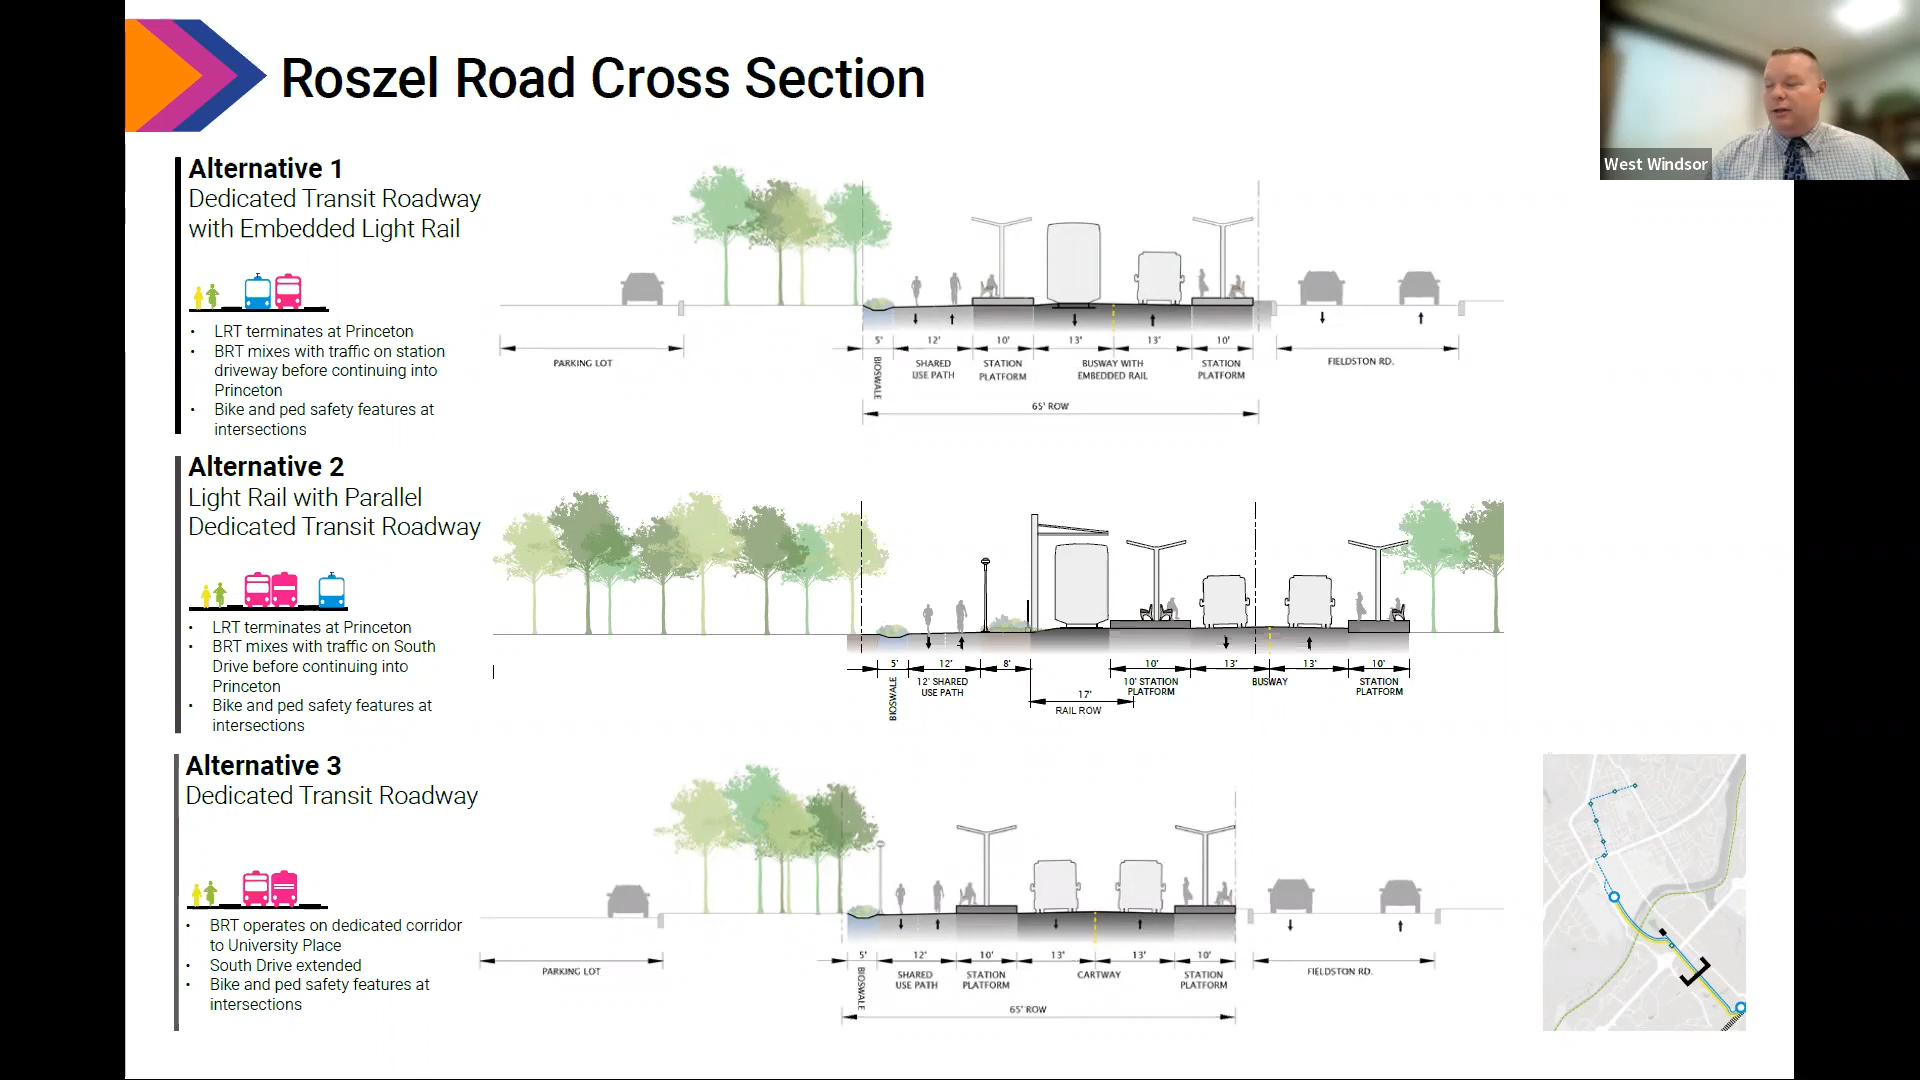 Roszel Road Cross Section
West Windsor
Alternative 1
Dedicated Transit Roadway
with Embedded Light Rail
• LRT terminates at Princeton
• BRT mixes with traffic on station
driveway before continuing into
Princeton
• Bike and ped safety features at
intersections
5' 12' 10' 13' 13' 10'
PARKING LOT
BIOSWALE
SHARED
USE PATH
STATION
PLATFORM
BUSWAY WITH
EMBEDDED RAIL
STATION
PLATFORM
FIELDSTON RD.
65' ROW
Alternative 2
Light Rail with Parallel
Dedicated Transit Roadway
• LRT terminates at Princeton
• BRT mixes with traffic on South
Drive before continuing into
Princeton
• Bike and ped safety features at
intersections
5' 12' 8' 10' 13' 13' 10'
BIOSWALE
12' SHARED
USE PATH
17'
RAIL ROW
10' STATION
PLATFORM
BUSWAY
STATION
PLATFORM
Alternative 3
Dedicated Transit Roadway
• BRT operates on dedicated corridor
to University Place
• South Drive extended
• Bike and ped safety features at
intersections
5' 12' 10' 13' 13' 10'
PARKING LOT
BIOSWALE
SHARED
USE PATH
STATION
PLATFORM
CARTWAY
STATION
PLATFORM
FIELDSTON RD.
65' ROW